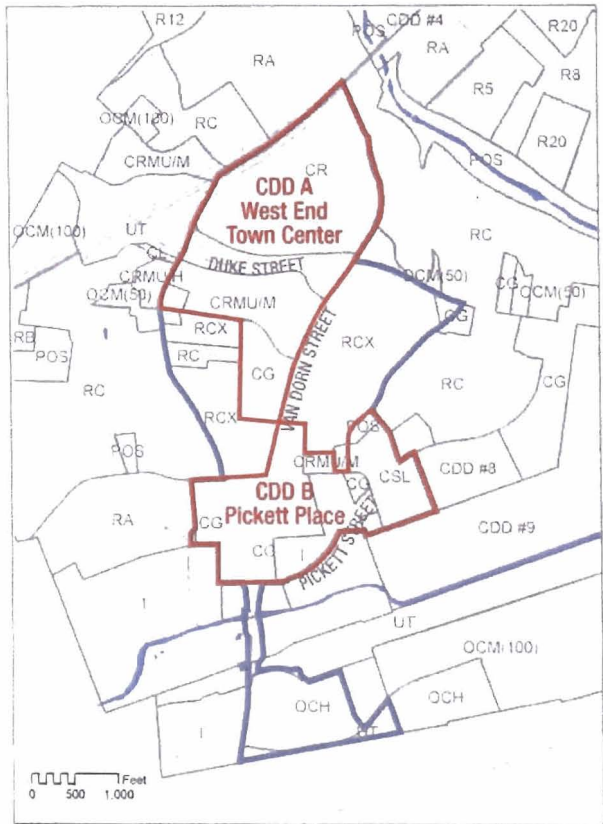 R12
CDD #4
POS
R20
RA
RA
R8
R5
OCM(100)
RC
R20
CRMU/M
CR
POS
CDD A
West End
Town Center
OCM(100)
UT
RC
CL
DUKE STREET
CRMU/H
OCM(50)
OCM(50)
CG
OCM(50)
CRMU/M
CG
RCX
RB
POS
RC
RCX
VAN DORN STREET
RC
CG
RC
CG
RCX
POS
POS
CRMU/M
CSL
CDD #8
CG
CDD B
Pickett Place
RA
CG
CDD #9
CG
I
PICKETT STREET
I
I
UT
OCM(100)
OCH
OCH
I
UT
Feet
0 500 1,000